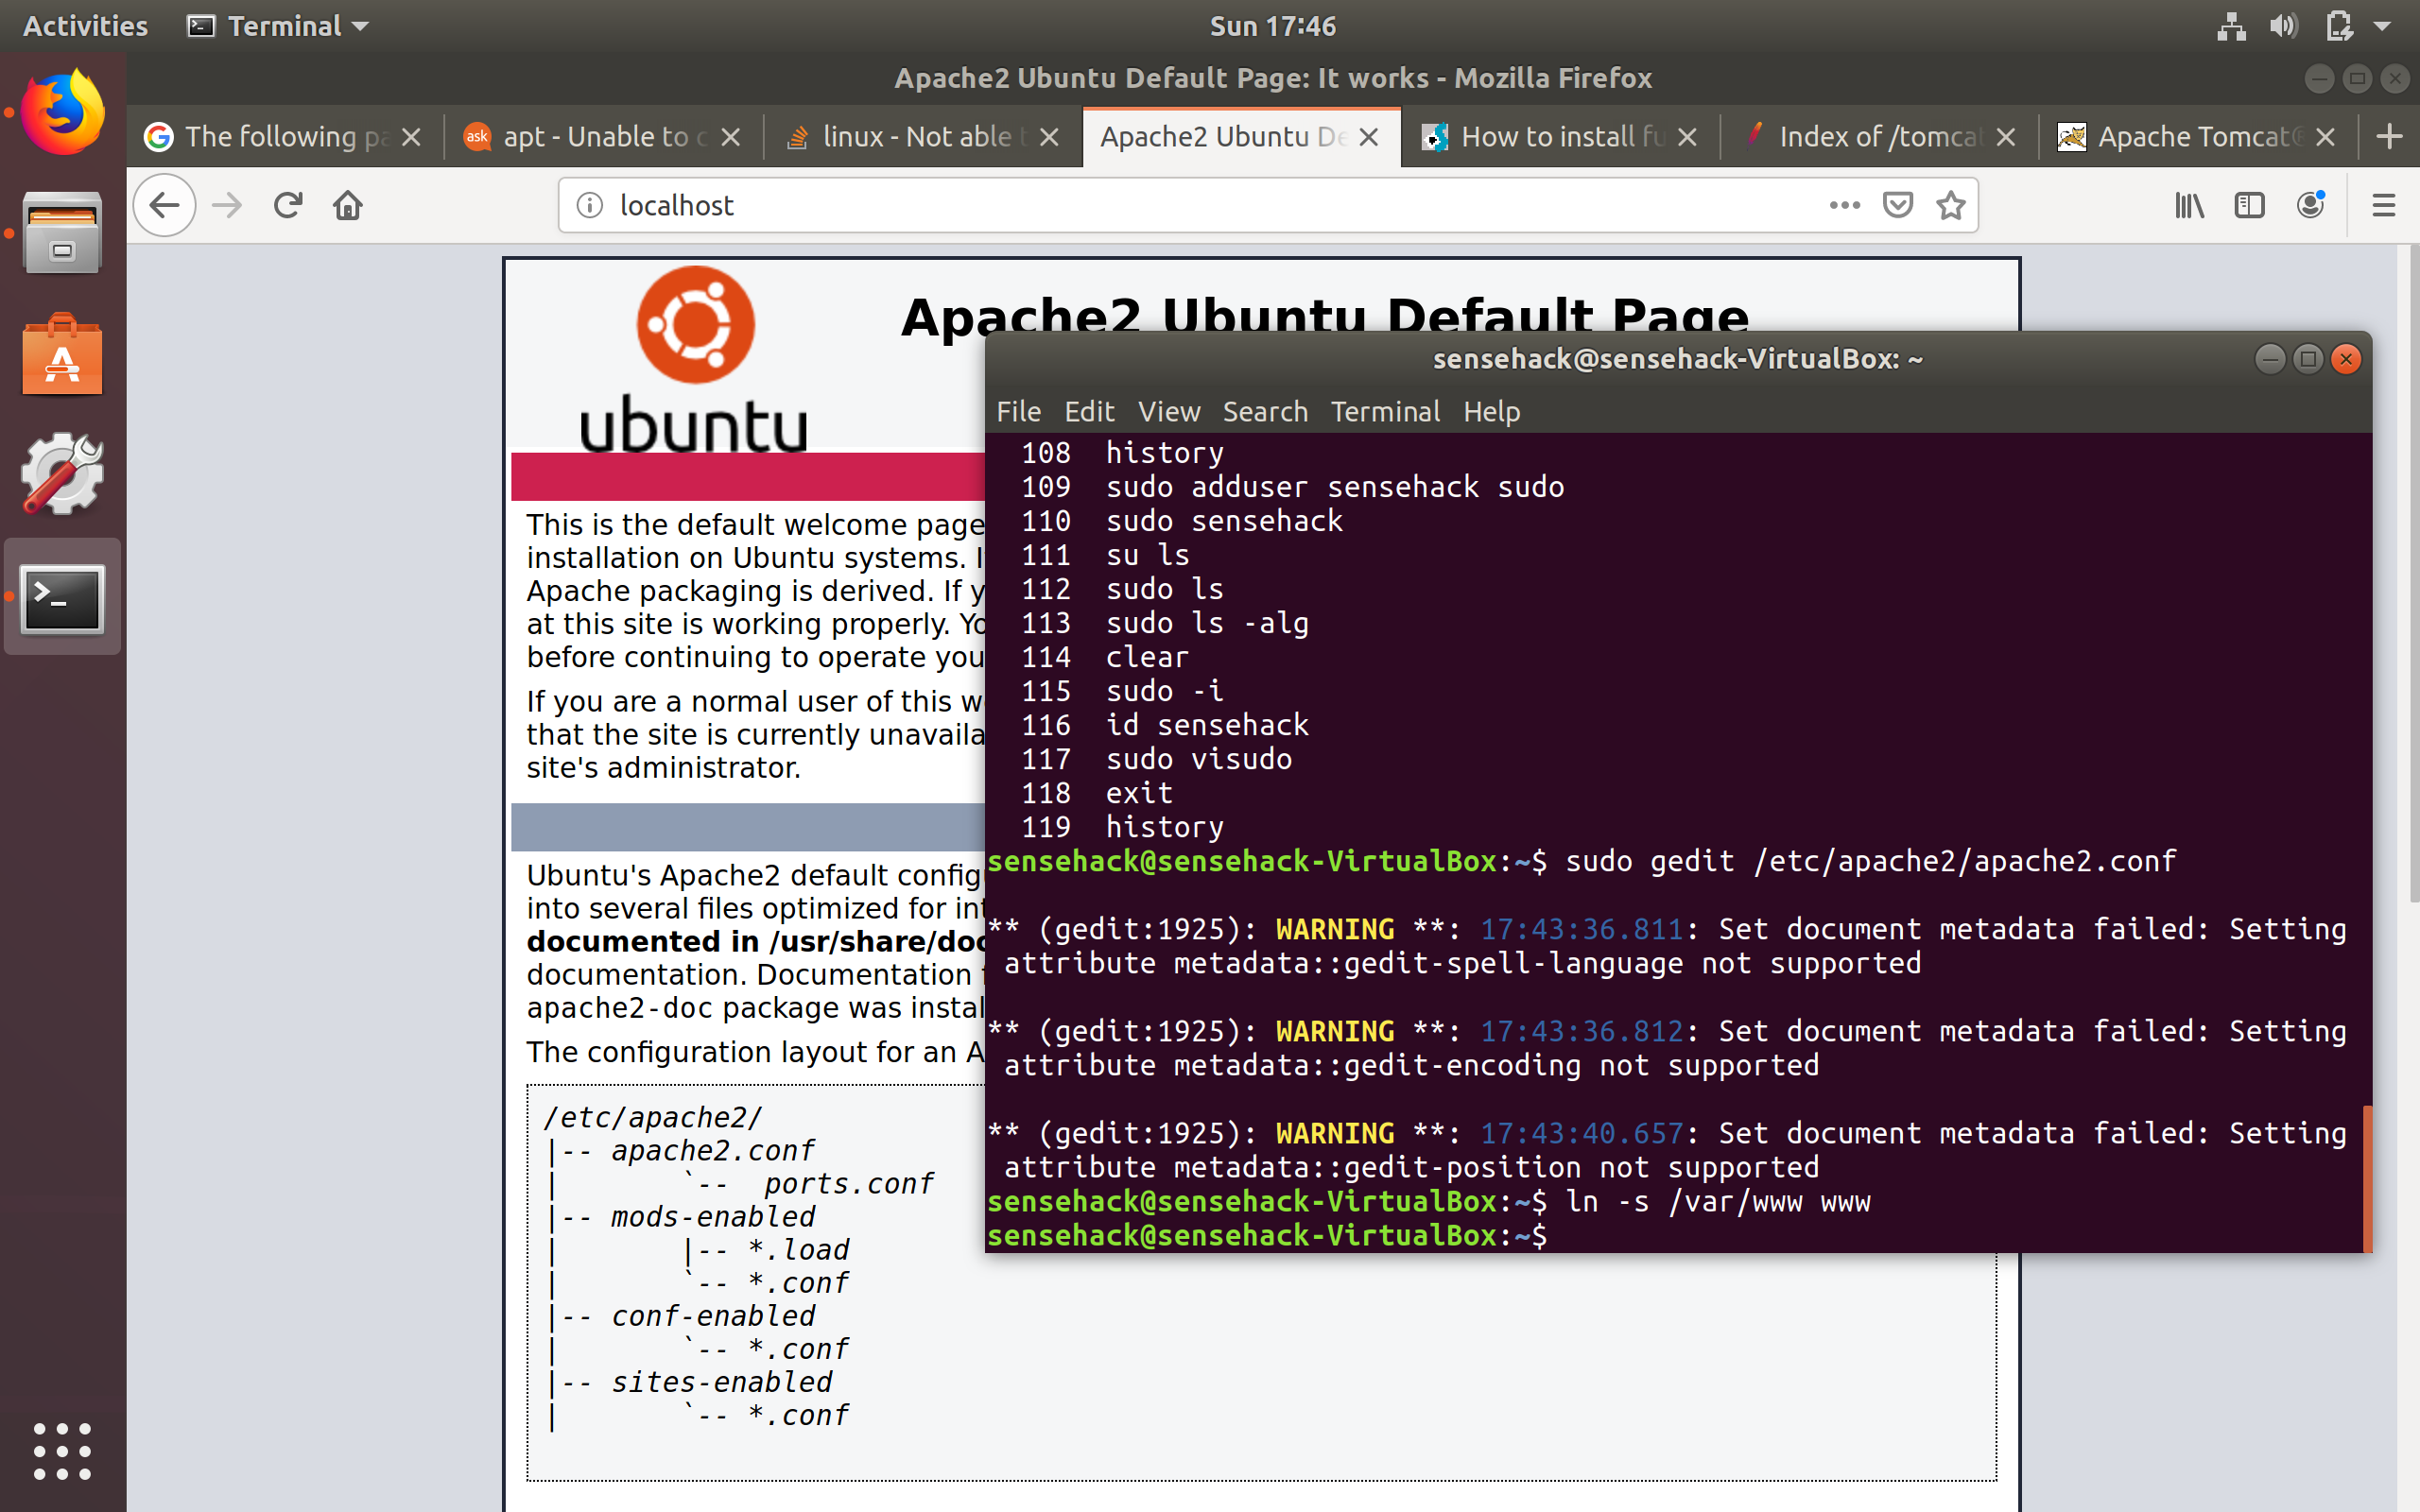 Activities Terminal Sun 17:46
Apache2 Ubuntu Default Page: It works - Mozilla Firefox
The following pa ask apt - Unable to c linux - Not able t Apache2 Ubuntu De How to install fu Index of /tomcat Apache Tomcat®
localhost
Apache2 Ubuntu Default Page
ubuntu
This is the default welcome page
installation on Ubuntu systems.
Apache packaging is derived. If y
at this site is working properly. Yo
before continuing to operate you
If you are a normal user of this w
that the site is currently unavaila
site's administrator.
Ubuntu's Apache2 default config
into several files optimized for int
documented in /usr/share/doc
documentation. Documentation
apache2-doc package was instal
The configuration layout for an A
/etc/apache2/
|-- apache2.conf
|       `--  ports.conf
|-- mods-enabled
|       |-- *.load
|       `-- *.conf
|-- conf-enabled
|       `-- *.conf
|-- sites-enabled
|       `-- *.conf
sensehack@sensehack-VirtualBox: ~
File Edit View Search Terminal Help
108 history
109 sudo adduser sensehack sudo
110 sudo sensehack
111 su ls
112 sudo ls
113 sudo ls -alg
114 clear
115 sudo -i
116 id sensehack
117 sudo visudo
118 exit
119 history
sensehack@sensehack-VirtualBox:~$ sudo gedit /etc/apache2/apache2.conf
** (gedit:1925): WARNING **: 17:43:36.811: Set document metadata failed: Setting
attribute metadata::gedit-spell-language not supported
** (gedit:1925): WARNING **: 17:43:36.812: Set document metadata failed: Setting
attribute metadata::gedit-encoding not supported
** (gedit:1925): WARNING **: 17:43:40.657: Set document metadata failed: Setting
attribute metadata::gedit-position not supported
sensehack@sensehack-VirtualBox:~$ ln -s /var/www www
sensehack@sensehack-VirtualBox:~$